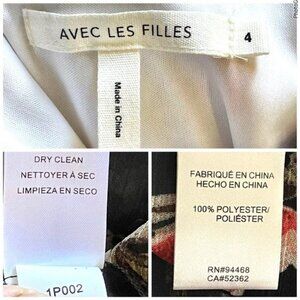 AVEC LES FILLES
4
Made in China
DRY CLEAN
NETTOYER À SEC
LIMPIEZA EN SECO
1P002
FABRIQUÉ EN CHINA
HECHO EN CHINA
100% POLYESTER/
POLIÉSTER
RN#94468
CA#52362